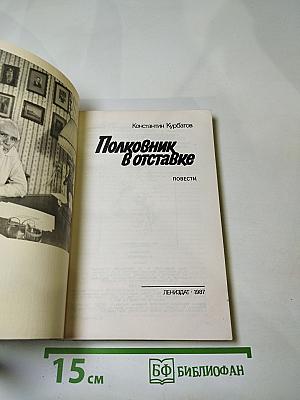 Константин Курбатов
Полковник
в отставке
ПОВЕСТИ
ЛЕНИЗДАТ · 1987
15 см
БФ БИБЛИОФАН